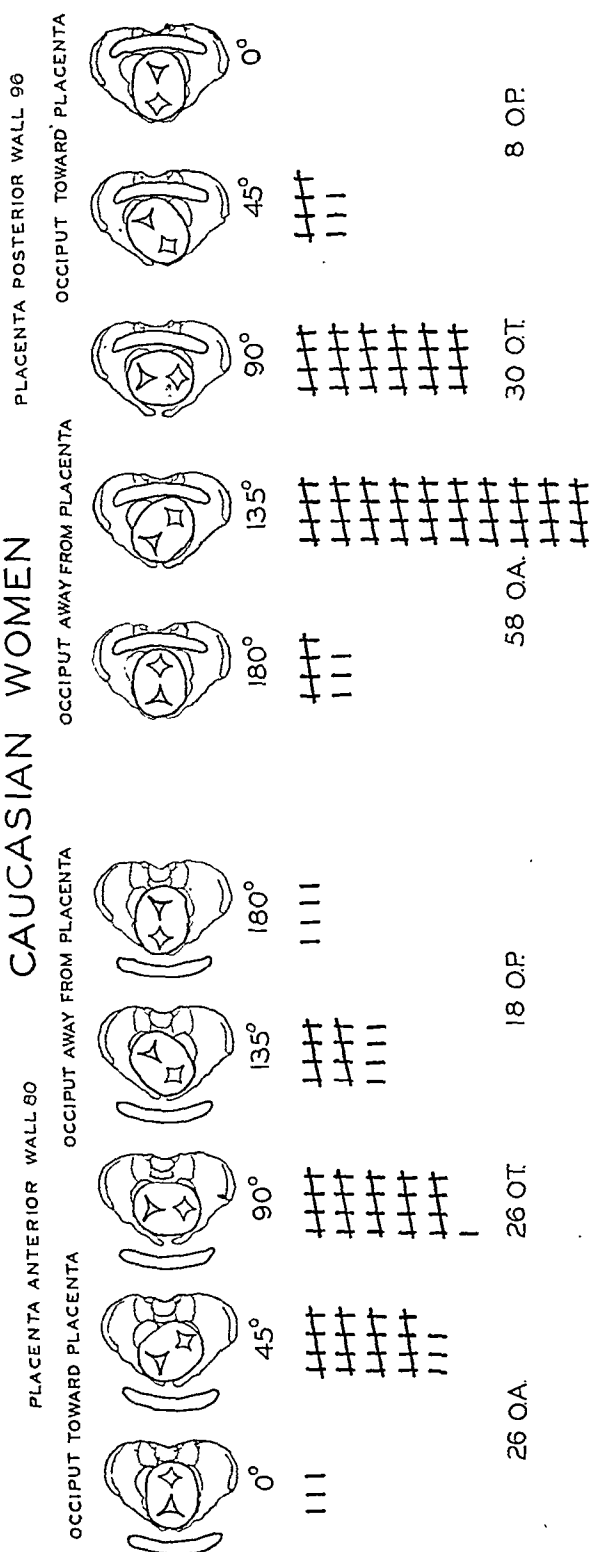 CAUCASIAN WOMEN
PLACENTA ANTERIOR WALL 80
PLACENTA POSTERIOR WALL 96
OCCIPUT TOWARD PLACENTA
OCCIPUT AWAY FROM PLACENTA
OCCIPUT AWAY FROM PLACENTA
OCCIPUT TOWARD PLACENTA
0° 45° 90° 135° 180° 180° 135° 90° 45° 0°
26 O.A. 26 O.T. 18 O.P. 58 O.A. 30 O.T. 8 O.P.